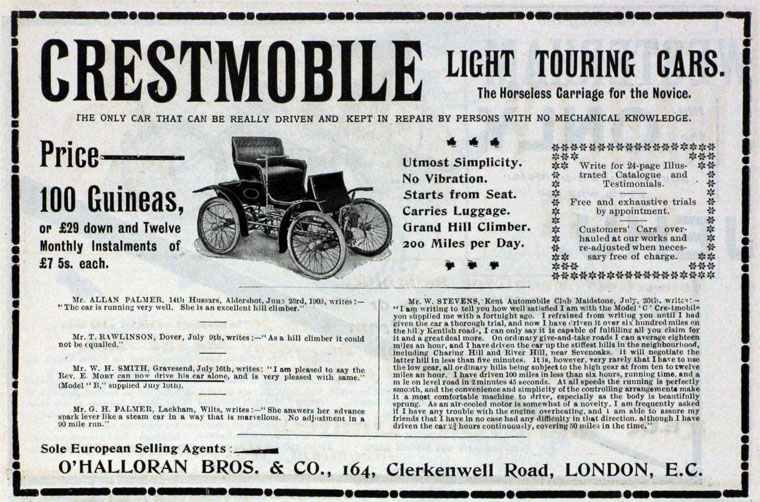 CRESTMOBILE
LIGHT TOURING CARS.
The Horseless Carriage for the Novice.
THE ONLY CAR THAT CAN BE REALLY DRIVEN AND KEPT IN REPAIR BY PERSONS WITH NO MECHANICAL KNOWLEDGE.
Price
100 Guineas,
or £29 down and Twelve
Monthly Instalments of
£7 5s. each.
Utmost Simplicity.
No Vibration.
Starts from Seat.
Carries Luggage.
Grand Hill Climber.
200 Miles per Day.
Write for 24-page Illus-
trated Catalogue and
Testimonials.
Free and exhaustive trials
by appointment.
Customers' Cars over-
hauled at our works and
re-adjusted when neces-
sary free of charge.
Mr. ALLAN PALMER, 14th Hussars, Aldershot, June 23rd, 1903, writes:—
"The car is running very well. She is an excellent hill climber."
Mr. T. RAWLINSON, Dover, July 9th, writes:—"As a hill climber it could
not be equalled."
Mr. W. H. SMITH, Gravesend, July 16th, writes: "I am pleased to say the
Rev. E. MOAT can now drive his car alone, and is very pleased with same."
(Model "B," supplied July 10th).
Mr. G. H. PALMER, Lackham, Wilts, writes:—"She answers her advance
spark lever like a steam car in a way that is marvellous. No adjustment in a
90 mile run."
Mr. W. STEVENS, Kent Automobile Club Maidstone, July, 20th, writes:—
"I am writing to tell you how well satisfied I am with the Model 'C' Crestmobile
you supplied me with a fortnight ago. I refrained from writing you until I had
given the car a thorough trial, and now I have driven it over six hundred miles on
the hilly Kentish roads, I can only say it is capable of fulfilling all you claim for
it and a great deal more. On ordinary give-and-take roads I can average eighteen
miles an hour, and I have driven the car up the stiffest hills in the neighbourhood,
including Charing Hill and River Hill, near Sevenoaks. It will negotiate the
latter hill in less than five minutes. It is, however, very rarely that I have to use
the low gear, all ordinary hills being subject to the high gear at from ten to twelve
miles an hour. I have driven 100 miles in less than six hours, running time, and a
mile on level road in 2 minutes 45 seconds. At all speeds the running is perfectly
smooth, and the convenience and simplicity of the controlling arrangements make
it a most comfortable machine to drive, especially as the body is beautifully
sprung. As an air-cooled motor is somewhat of a novelty, I am frequently asked
if I have any trouble with the engine overheating, and I am able to assure my
friends that I have in no case had any difficulty in that direction, although I have
driven the car 2¾ hours continuously, covering 50 miles in the time."
Sole European Selling Agents:
O'HALLORAN BROS. & CO., 164, Clerkenwell Road, LONDON, E.C.